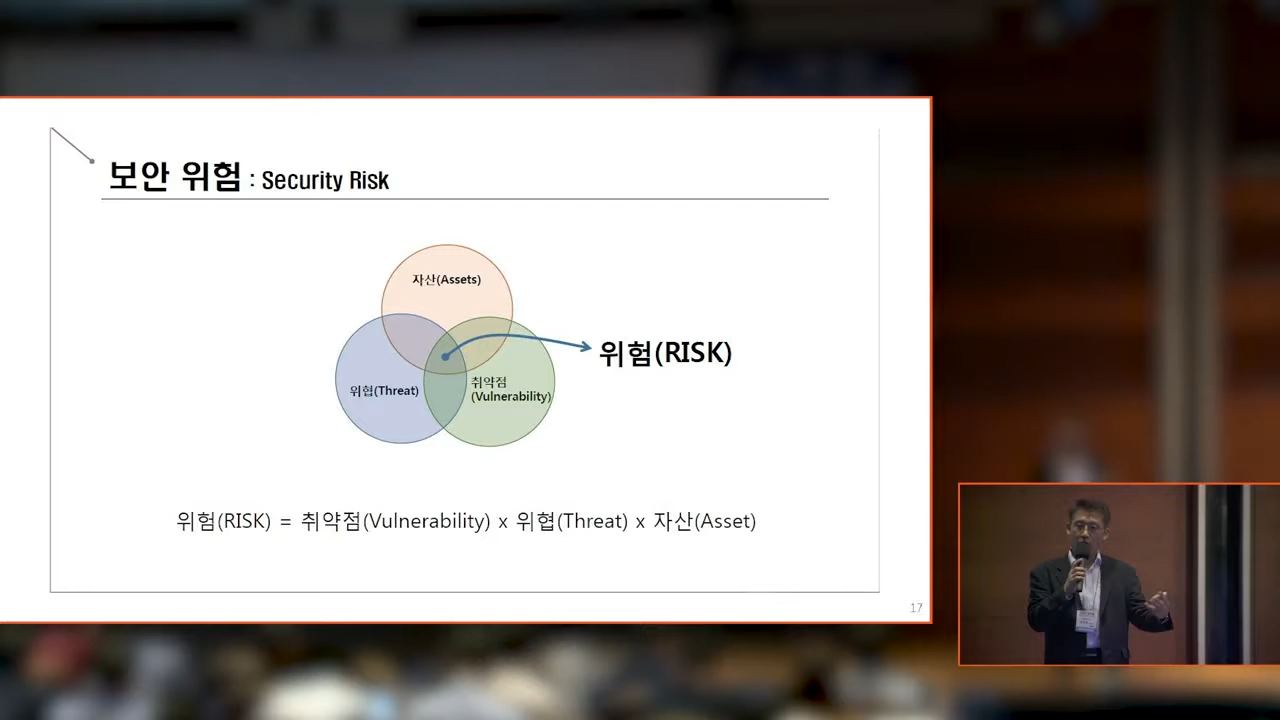 보안 위험 : Security Risk
자산(Assets)
위험(RISK)
위협(Threat)
취약점
(Vulnerability)
위험(RISK) = 취약점(Vulnerability) x 위협(Threat) x 자산(Asset)
17